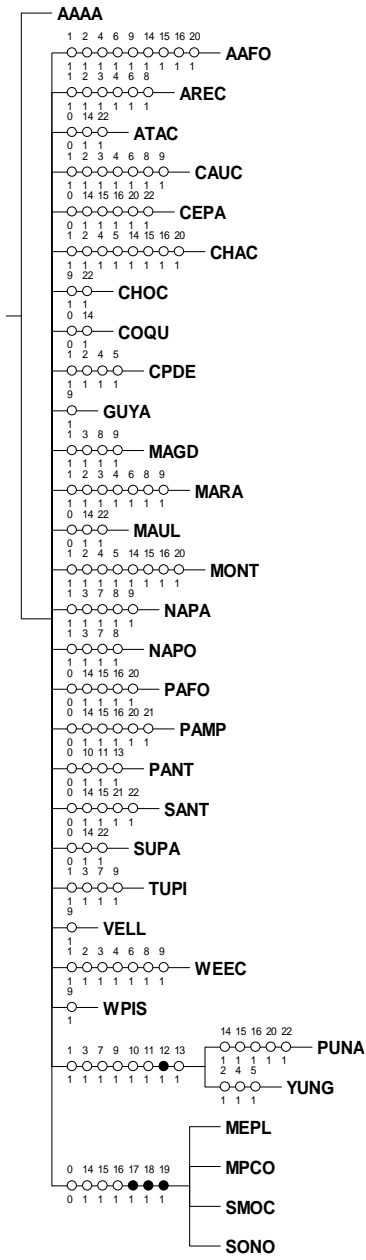 AAAA
1 2 4 6 9 14 15 16 20
AAFO
1 1 1 1 1 1 1 1 1
1 2 3 4 6 8
AREC
1 1 1 1 1 1
0 14 22
ATAC
0 1 1
1 2 3 4 6 8 9
CAUC
1 1 1 1 1 1 1
0 14 15 16 20 22
CEPA
0 1 1 1 1 1
1 2 4 5 14 15 16 20
CHAC
1 1 1 1 1 1 1 1
9 22
CHOC
1 1
0 14
COQU
0 1
1 2 4 5
CPDE
1 1 1 1
9
GUYA
1
1 3 8 9
MAGD
1 1 1 1
1 2 3 4 6 8 9
MARA
1 1 1 1 1 1 1
0 14 22
MAUL
0 1 1
1 2 4 5 14 15 16 20
MONT
1 1 1 1 1 1 1 1
1 3 7 8 9
NAPA
1 1 1 1 1
1 3 7 8
NAPO
1 1 1 1
0 14 15 16 20
PAFO
0 1 1 1 1
0 14 15 16 20 21
PAMP
0 1 1 1 1 1
0 10 11 13
PANT
0 1 1 1
0 14 15 21 22
SANT
0 1 1 1 1
0 14 22
SUPA
0 1 1
1 3 7 9
TUPI
1 1 1 1
9
VELL
1
1 2 3 4 6 8 9
WEEC
1 1 1 1 1 1 1
9
WPIS
1
1 3 7 9 10 11 12 13
1 1 1 1 1 1 1 1
14 15 16 20 22
PUNA
1 1 1 1 1
2 4 5
YUNG
1 1 1
MEPL
MPCO
0 14 15 16 17 18 19
0 1 1 1 1 1 1
SMOC
SONO